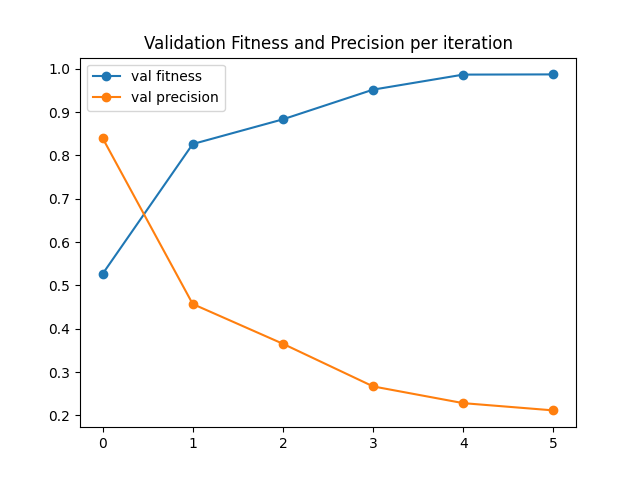 Validation Fitness and Precision per iteration
val fitness
val precision
1.0
0.9
0.8
0.7
0.6
0.5
0.4
0.3
0.2
0 1 2 3 4 5